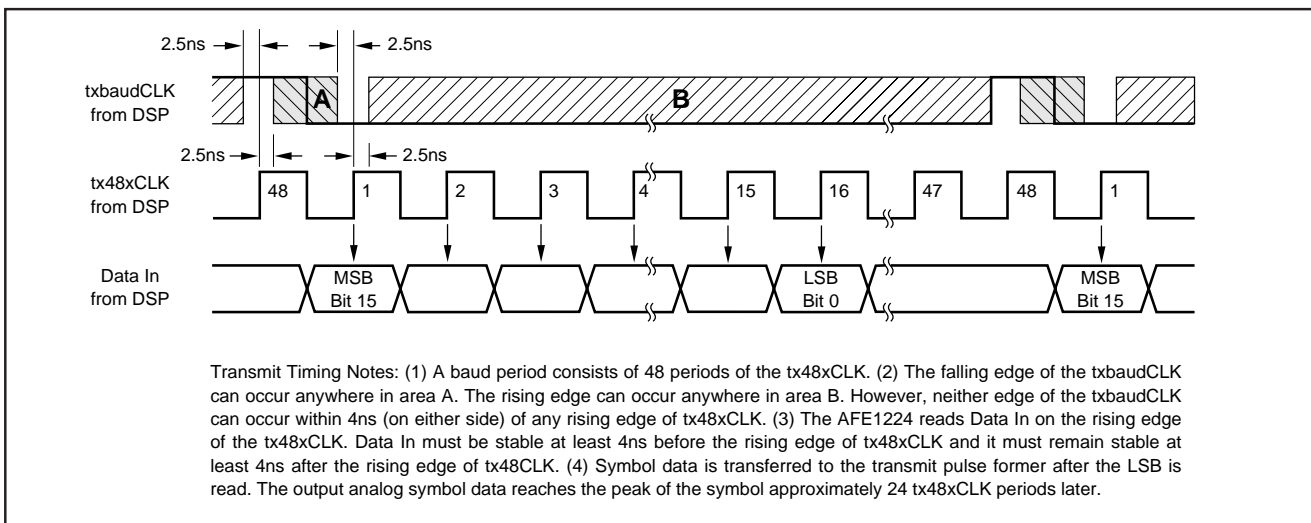 2.5ns
2.5ns
txbaudCLK
from DSP
A
B
2.5ns
2.5ns
tx48xCLK
from DSP
48
1
2
3
4
15
16
47
48
1
Data In
from DSP
MSB
Bit 15
LSB
Bit 0
MSB
Bit 15
Transmit Timing Notes: (1) A baud period consists of 48 periods of the tx48xCLK. (2) The falling edge of the txbaudCLK
can occur anywhere in area A. The rising edge can occur anywhere in area B. However, neither edge of the txbaudCLK
can occur within 4ns (on either side) of any rising edge of tx48xCLK. (3) The AFE1224 reads Data In on the rising edge
of the tx48xCLK. Data In must be stable at least 4ns before the rising edge of tx48xCLK and it must remain stable at
least 4ns after the rising edge of tx48CLK. (4) Symbol data is transferred to the transmit pulse former after the LSB is
read. The output analog symbol data reaches the peak of the symbol approximately 24 tx48xCLK periods later.